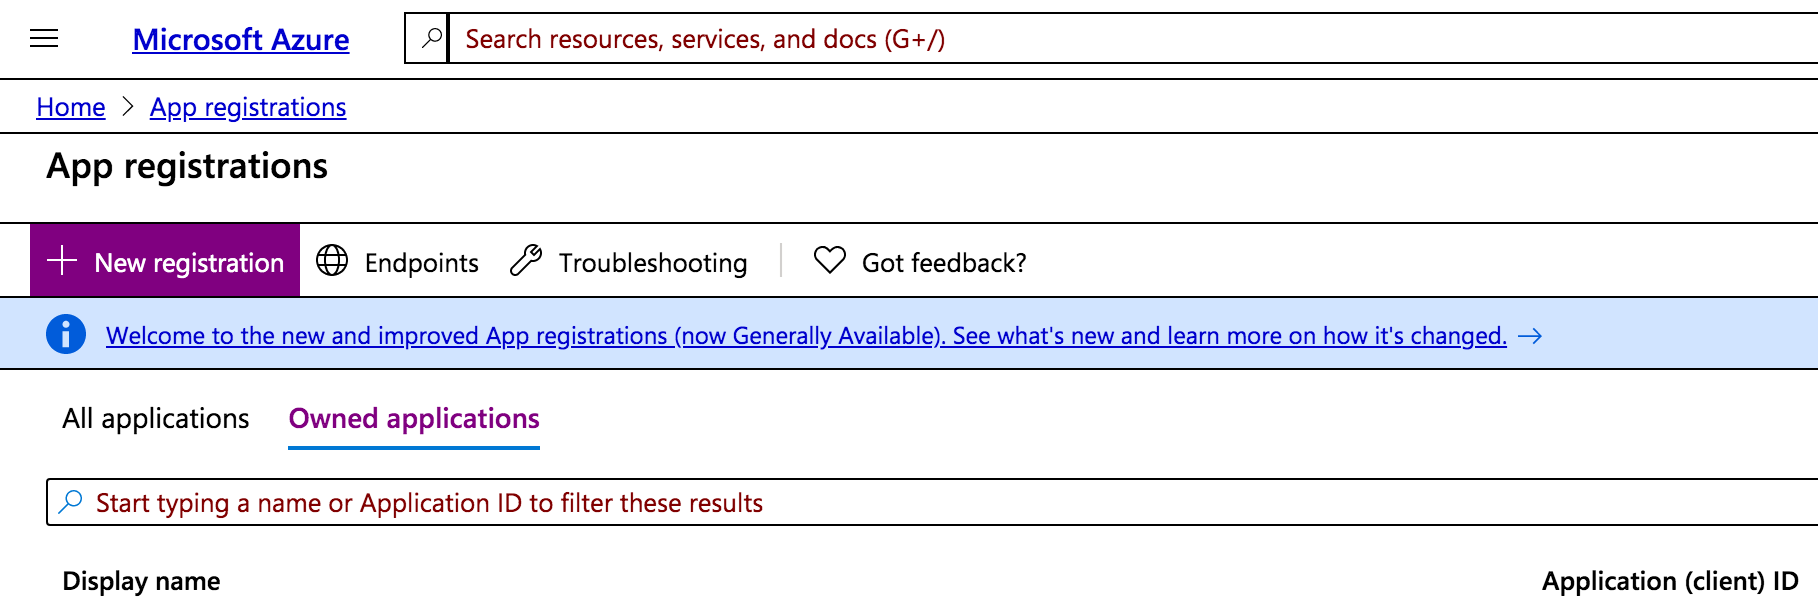 Microsoft Azure
Search resources, services, and docs (G+/)
Home > App registrations
App registrations
New registration Endpoints Troubleshooting Got feedback?
Welcome to the new and improved App registrations (now Generally Available). See what's new and learn more on how it's changed. →
All applications Owned applications
Start typing a name or Application ID to filter these results
Display name Application (client) ID